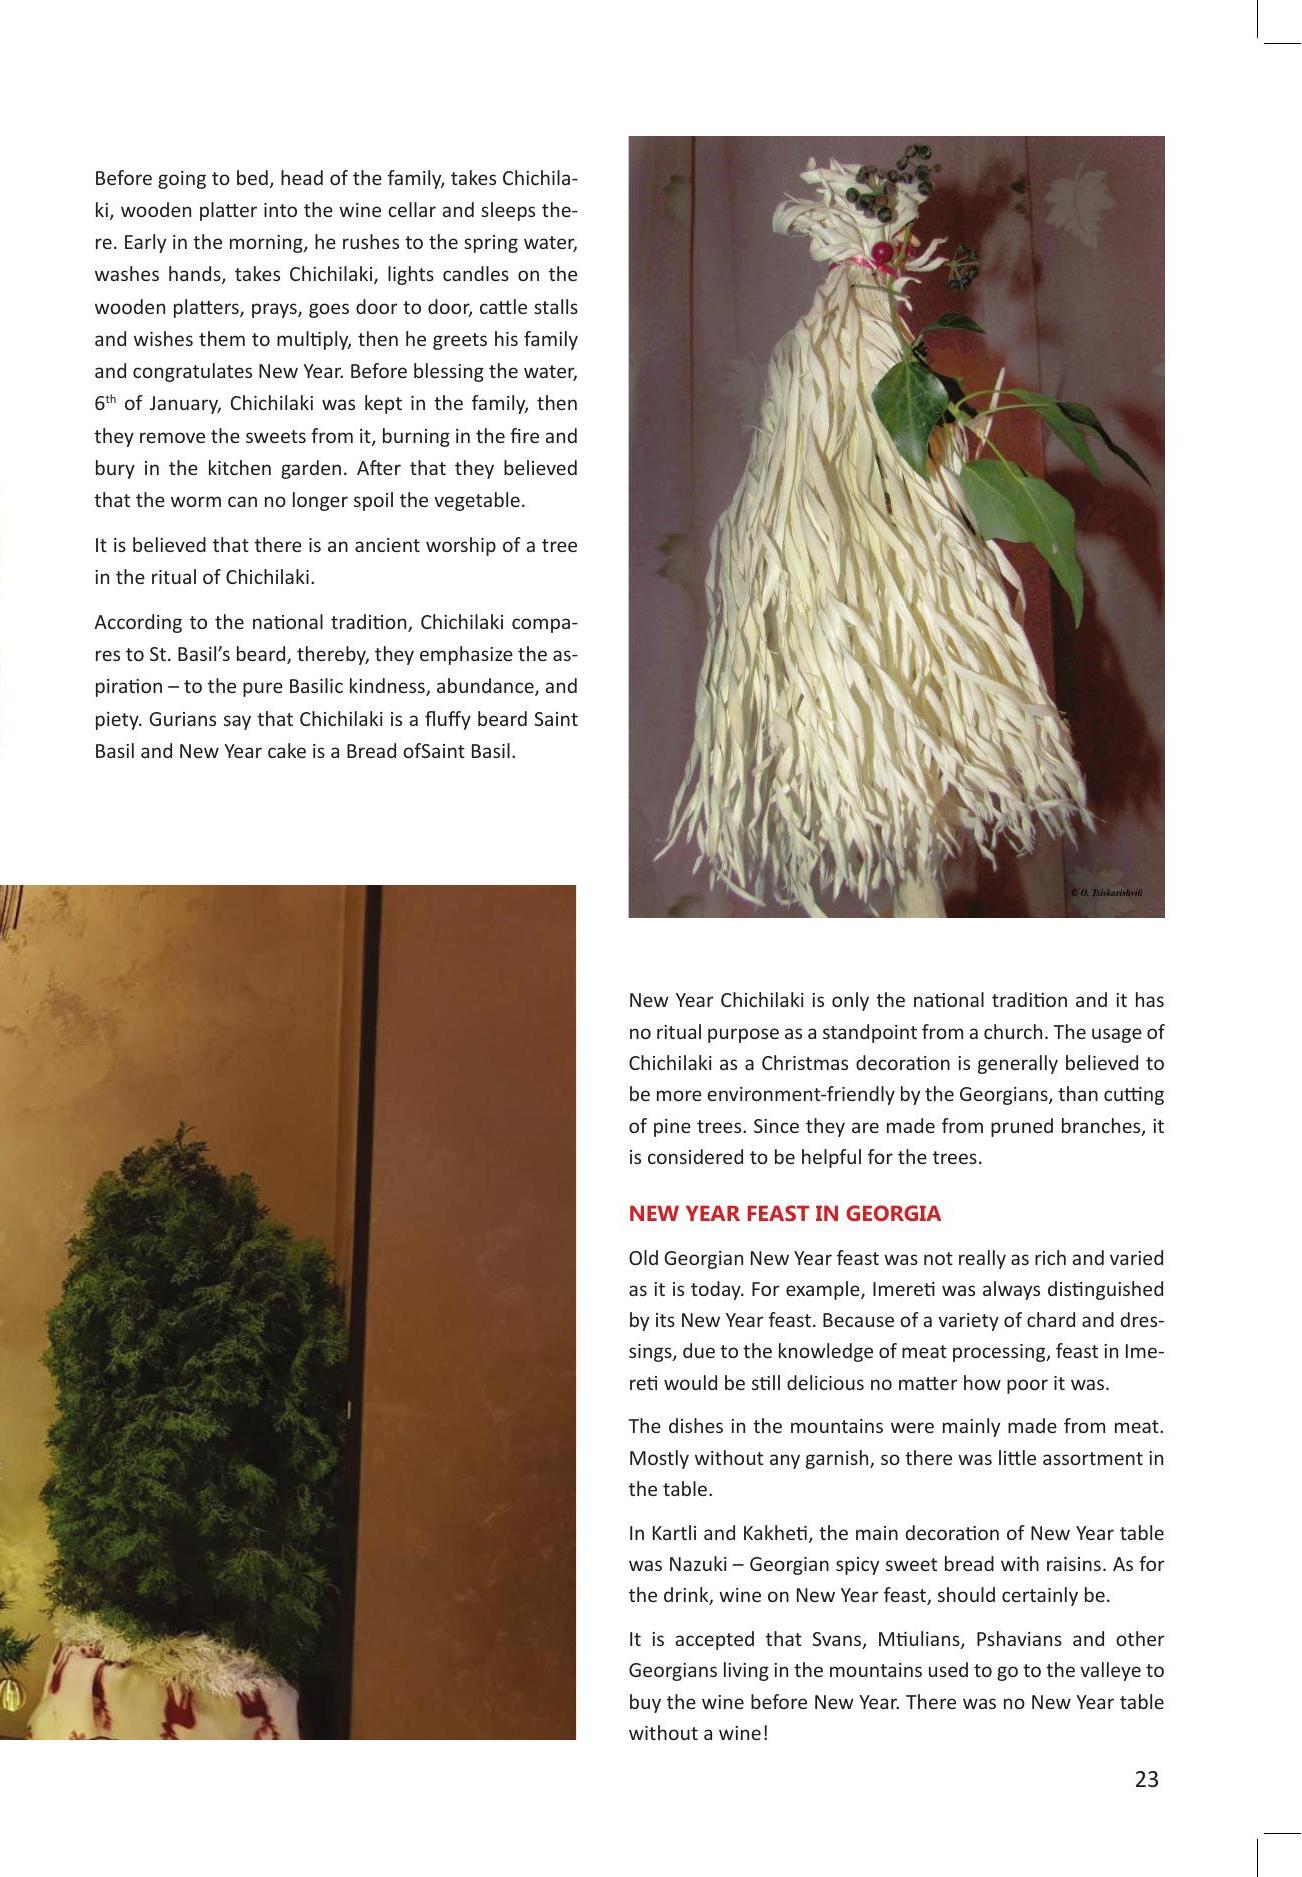 Before going to bed, head of the family, takes Chichila-
ki, wooden platter into the wine cellar and sleeps the-
re. Early in the morning, he rushes to the spring water,
washes hands, takes Chichilaki, lights candles on the
wooden platters, prays, goes door to door, cattle stalls
and wishes them to multiply, then he greets his family
and congratulates New Year. Before blessing the water,
6th of January, Chichilaki was kept in the family, then
they remove the sweets from it, burning in the fire and
bury in the kitchen garden. After that they believed
that the worm can no longer spoil the vegetable.
It is believed that there is an ancient worship of a tree
in the ritual of Chichilaki.
According to the national tradition, Chichilaki compa-
res to St. Basil’s beard, thereby, they emphasize the as-
piration – to the pure Basilic kindness, abundance, and
piety. Gurians say that Chichilaki is a fluffy beard Saint
Basil and New Year cake is a Bread ofSaint Basil.
© O. Tsiskarishvili
New Year Chichilaki is only the national tradition and it has
no ritual purpose as a standpoint from a church. The usage of
Chichilaki as a Christmas decoration is generally believed to
be more environment-friendly by the Georgians, than cutting
of pine trees. Since they are made from pruned branches, it
is considered to be helpful for the trees.
NEW YEAR FEAST IN GEORGIA
Old Georgian New Year feast was not really as rich and varied
as it is today. For example, Imereti was always distinguished
by its New Year feast. Because of a variety of chard and dres-
sings, due to the knowledge of meat processing, feast in Ime-
reti would be still delicious no matter how poor it was.
The dishes in the mountains were mainly made from meat.
Mostly without any garnish, so there was little assortment in
the table.
In Kartli and Kakheti, the main decoration of New Year table
was Nazuki – Georgian spicy sweet bread with raisins. As for
the drink, wine on New Year feast, should certainly be.
It is accepted that Svans, Mtiulians, Pshavians and other
Georgians living in the mountains used to go to the valleye to
buy the wine before New Year. There was no New Year table
without a wine!
23